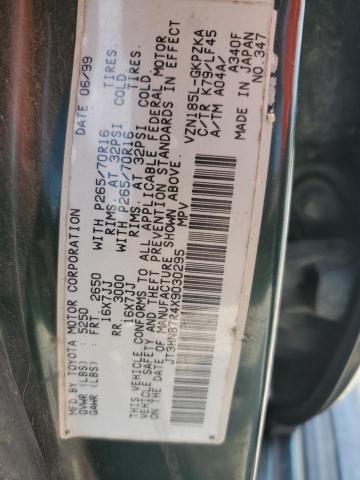 MFD BY TOYOTA MOTOR CORPORATION DATE 06/99
GVWR (LBS): 5250
GAWR (LBS): FRT 2650 WITH P265/70R16 TIRES
16X7JJ RIMS, AT 32PSI COLD
RR 3000 WITH P265/70R16 TIRES
16X7JJ RIMS, AT 32PSI COLD
THIS VEHICLE CONFORMS TO ALL APPLICABLE FEDERAL MOTOR
VEHICLE SAFETY AND THEFT PREVENTION STANDARDS IN EFFECT
ON THE DATE OF MANUFACTURE SHOWN ABOVE.
JT3HN87R4X9030295 MPV
VZN185L-GKPZKA
C/TR K79/LF45
A/TM A04A/ A340F
MADE IN JAPAN
NO.347